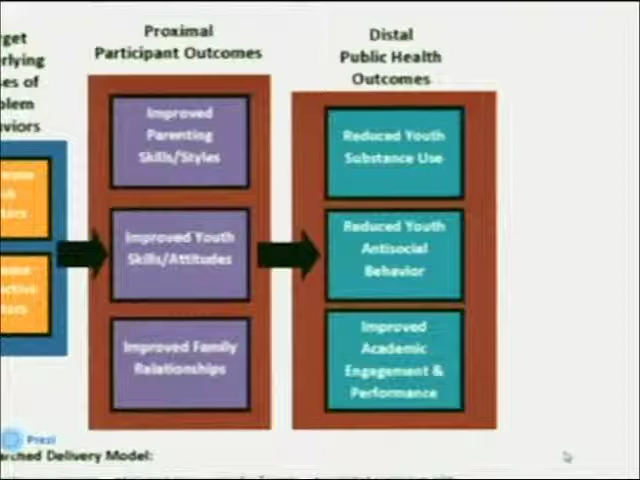 Proximal
Participant Outcomes
Distal
Public Health
Outcomes
Improved
Parenting
Skills/Styles
Improved Youth
Skills/Attitudes
Improved Family
Relationships
Reduced Youth
Substance Use
Reduced Youth
Antisocial
Behavior
Improved
Academic
Engagement &
Performance
Prezi
Delivery Model: